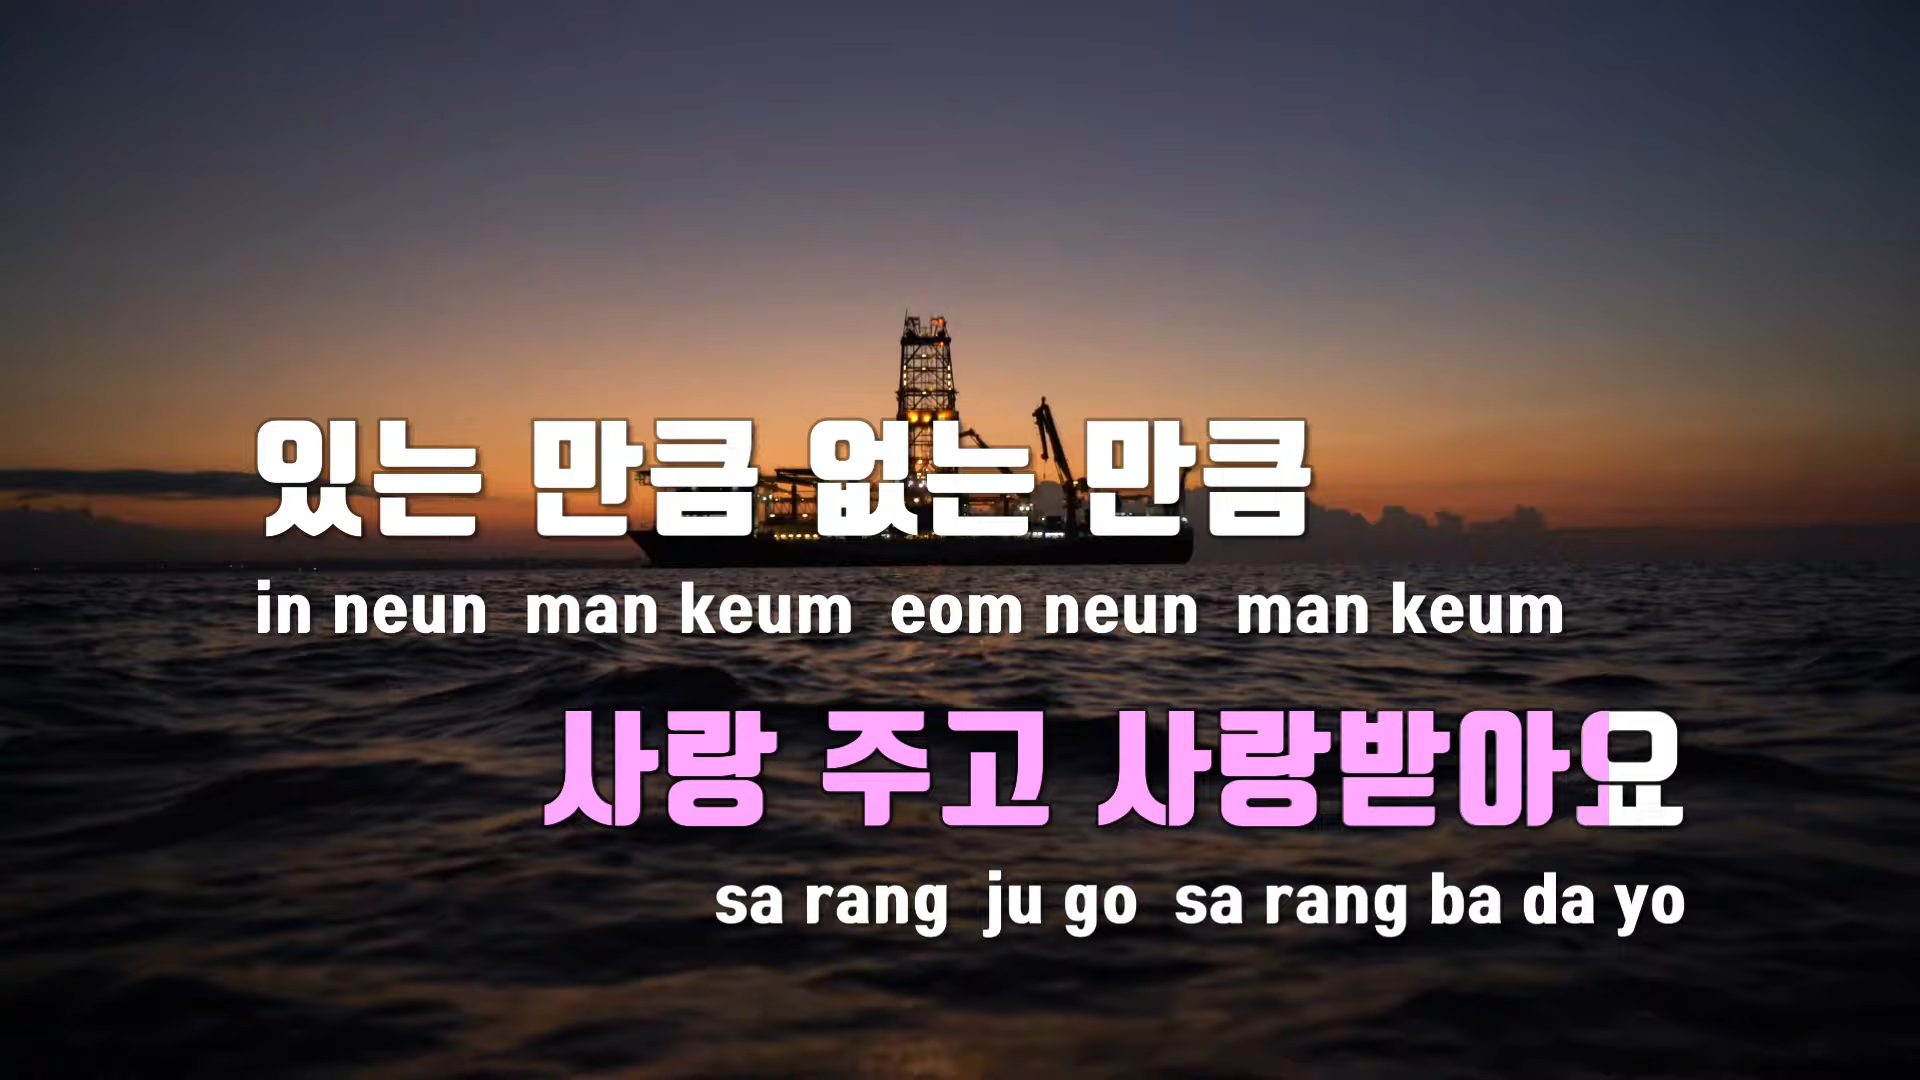 있는 만큼 없는 만큼
in neun man keum eom neun man keum
사랑 주고 사랑받아요
sa rang ju go sa rang ba da yo